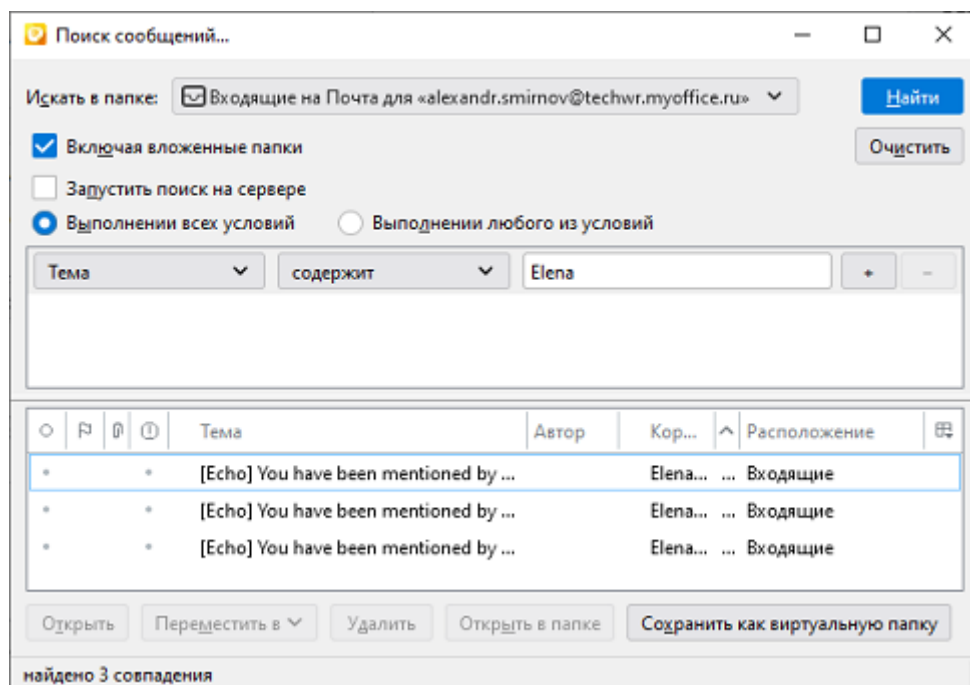 Поиск сообщений...
Искать в папке: Входящие на Почта для «alexandr.smirnov@techwr.myoffice.ru» Найти
Включая вложенные папки Очистить
Запустить поиск на сервере
Выполнении всех условий Выполнении любого из условий
Тема содержит Elena + -
Тема Автор Кор... Расположение
[Echo] You have been mentioned by ... Elena... ... Входящие
[Echo] You have been mentioned by ... Elena... ... Входящие
[Echo] You have been mentioned by ... Elena... ... Входящие
Открыть Переместить в Удалить Открыть в папке Сохранить как виртуальную папку
найдено 3 совпадения